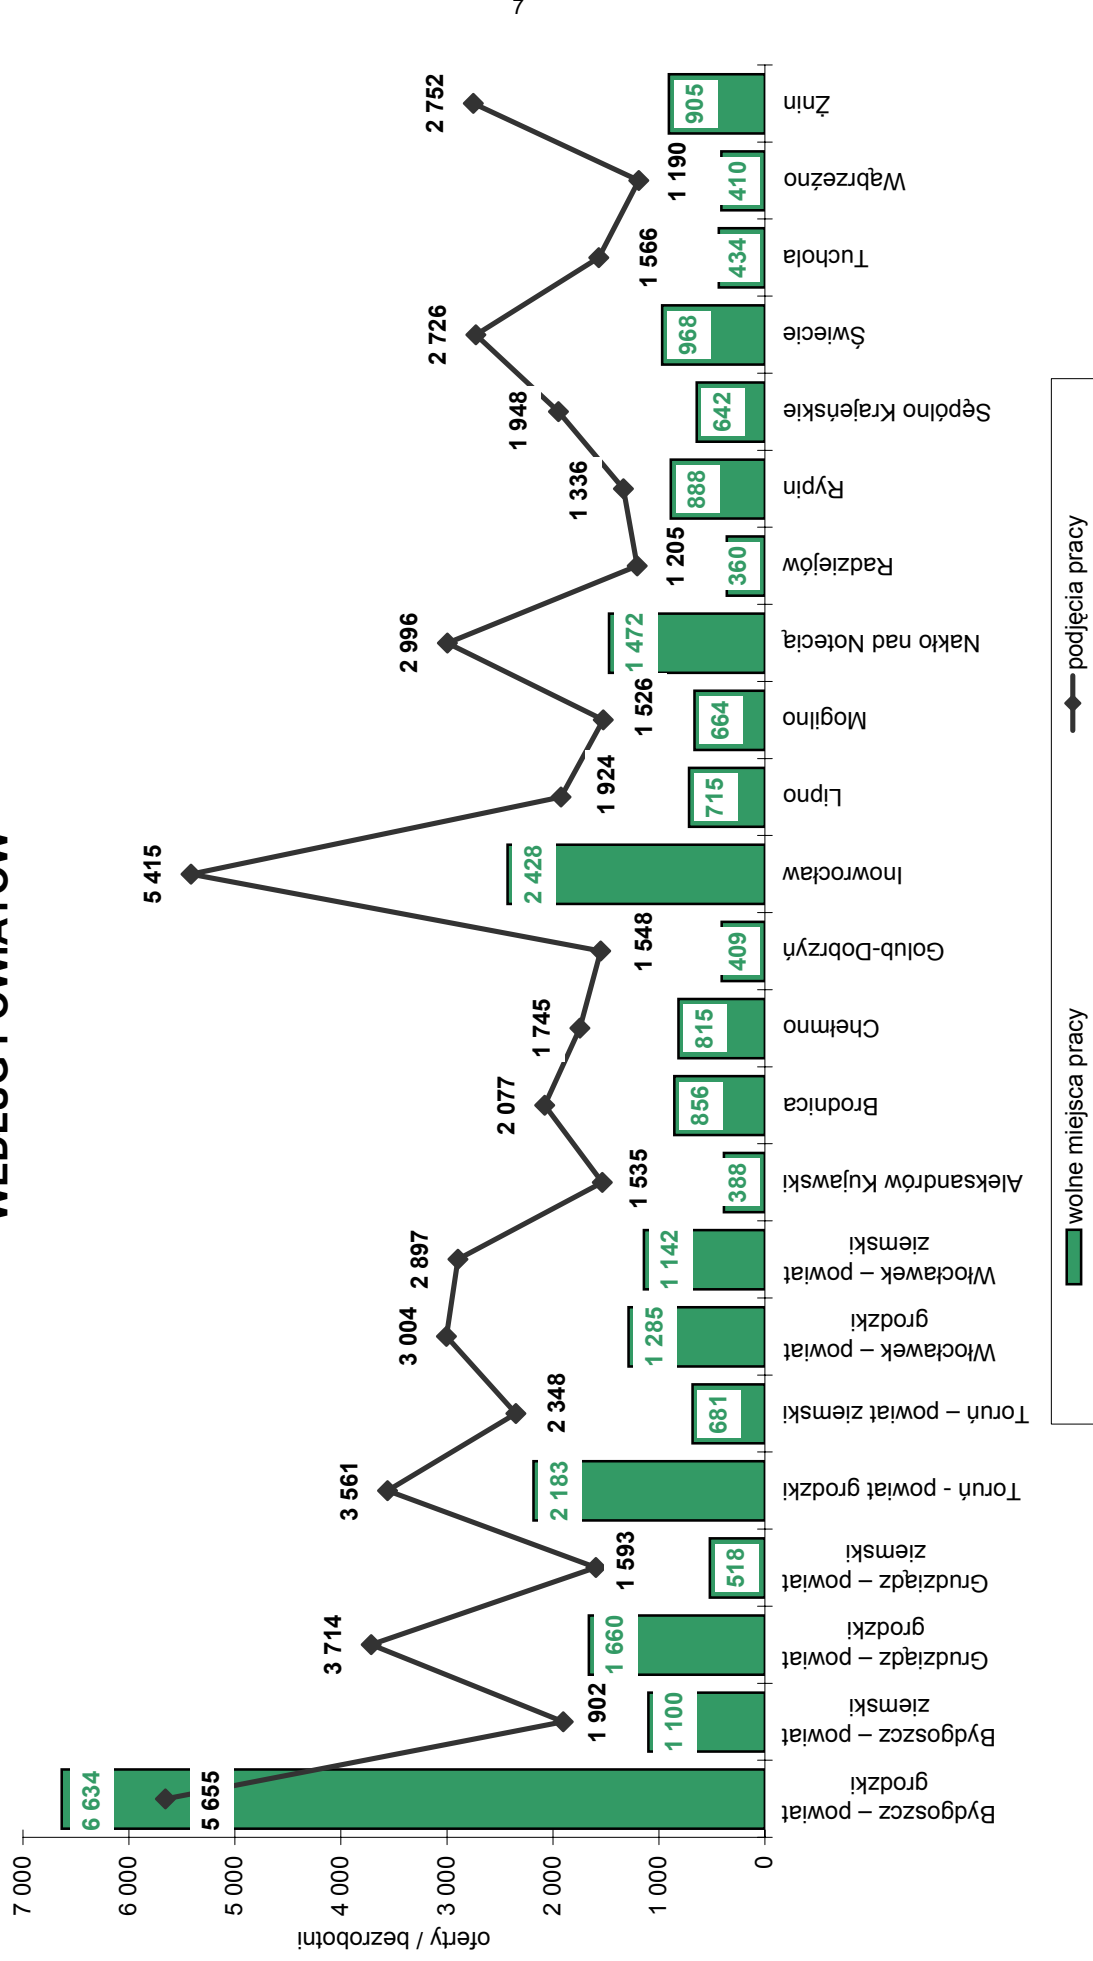 7
WEDŁUG POWIATÓW
oferty / bezrobotni
7 000
6 000
5 000
4 000
3 000
2 000
1 000
0
6 634
5 655
1 100
1 902
1 660
3 714
518
1 593
2 183
3 561
681
2 348
1 285
3 004
1 142
2 897
388
1 535
856
2 077
815
1 745
409
1 548
2 428
5 415
715
1 924
664
1 526
1 472
2 996
360
1 205
888
1 336
642
1 948
968
2 726
434
1 566
410
1 190
905
2 752
Bydgoszcz – powiat
grodzki
Bydgoszcz – powiat
ziemski
Grudziądz – powiat
grodzki
Grudziądz – powiat
ziemski
Toruń - powiat grodzki
Toruń – powiat ziemski
Włocławek – powiat
grodzki
Włocławek – powiat
ziemski
Aleksandrów Kujawski
Brodnica
Chełmno
Golub-Dobrzyń
Inowrocław
Lipno
Mogilno
Nakło nad Notecią
Radziejów
Rypin
Sępólno Krajeńskie
Świecie
Tuchola
Wąbrzeźno
Żnin
wolne miejsca pracy
podjęcia pracy